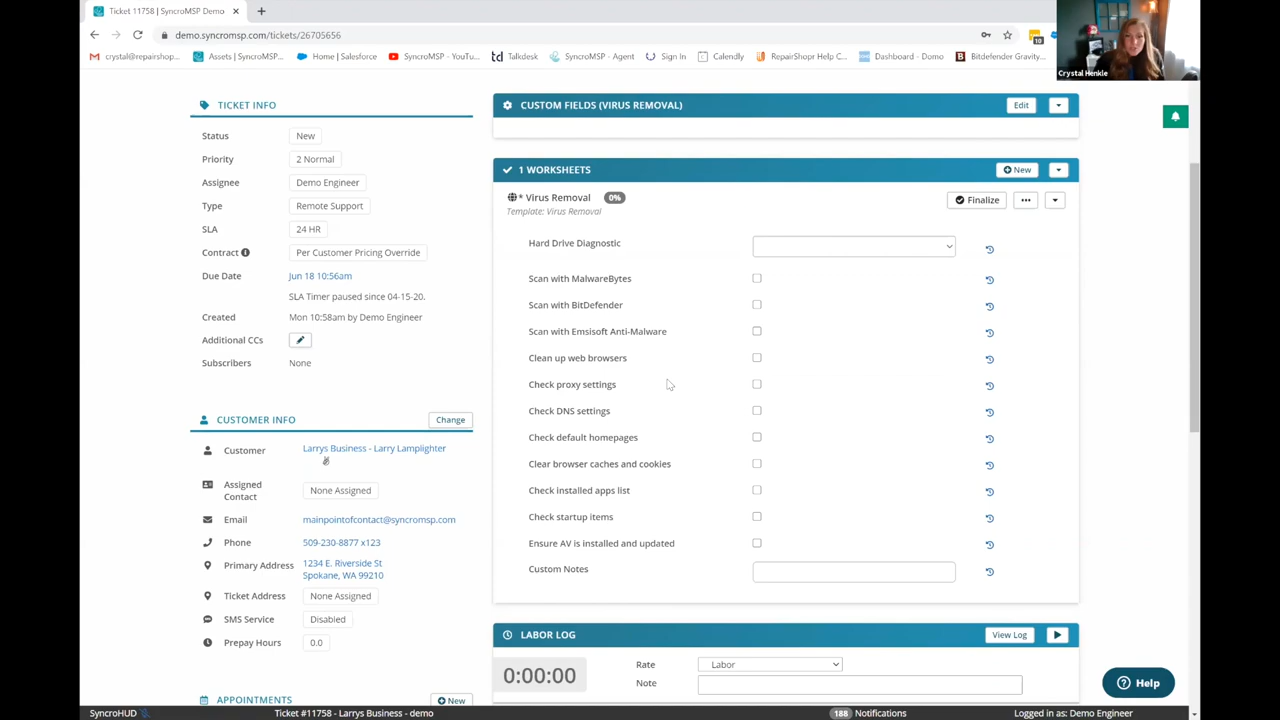 Ticket 11758 - SyncroMSP Demo
demo.syncromsp.com/tickets/26705656
crystal@repairshop...
Assets | SyncroMSP...
Home | Salesforce
SyncroMSP - YouTu...
Talkdesk
SyncroMSP - Agent
Sign In
Calendly
RepairShopr Help C...
Dashboard - Domo
Bitdefender Gravity...
10
Crystal Henkle
TICKET INFO
Status New
Priority 2 Normal
Assignee Demo Engineer
Type Remote Support
SLA 24 HR
Contract Per Customer Pricing Override
Due Date Jun 18 10:56am
SLA Timer paused since 04-15-20.
Created Mon 10:58am by Demo Engineer
Additional CCs
Subscribers None
CUSTOMER INFO Change
Customer Larrys Business - Larry Lamplighter
Assigned
Contact None Assigned
Email mainpointofcontact@syncromsp.com
Phone 509-230-8877 x123
Primary Address 1234 E. Riverside St
Spokane, WA 99210
Ticket Address None Assigned
SMS Service Disabled
Prepay Hours 0.0
APPOINTMENTS New
CUSTOM FIELDS (VIRUS REMOVAL) Edit
1 WORKSHEETS New
* Virus Removal 0% Finalize
Template: Virus Removal
Hard Drive Diagnostic
Scan with MalwareBytes
Scan with BitDefender
Scan with Emsisoft Anti-Malware
Clean up web browsers
Check proxy settings
Check DNS settings
Check default homepages
Clear browser caches and cookies
Check installed apps list
Check startup items
Ensure AV is installed and updated
Custom Notes
LABOR LOG View Log
0:00:00
Rate Labor
Note
Help
SyncroHUD Ticket #11758 - Larrys Business - demo 188 Notifications Logged in as: Demo Engineer